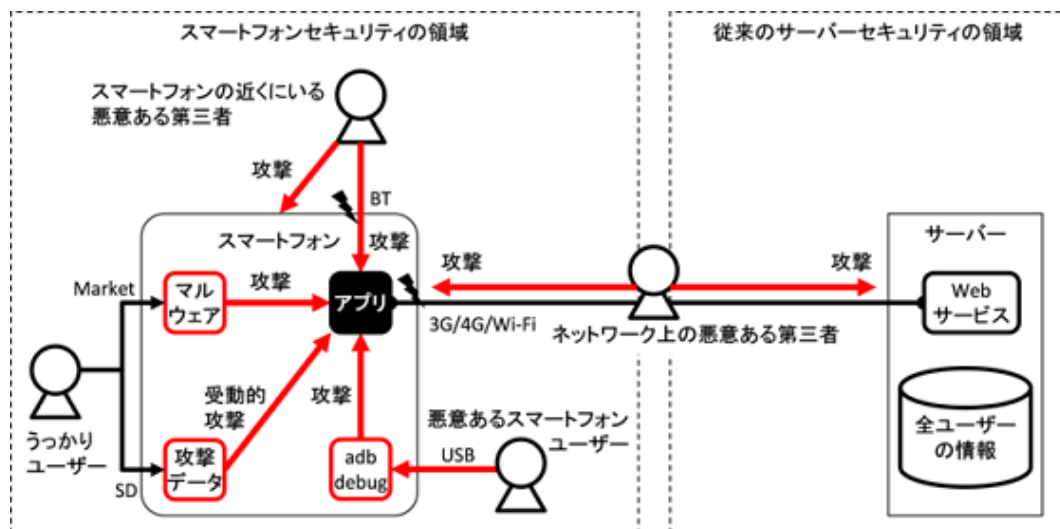 スマートフォンセキュリティの領域
従来のサーバーセキュリティの領域
スマートフォンの近くにいる
悪意ある第三者
攻撃
BT
スマートフォン
攻撃
サーバー
Market
マル
ウェア
攻撃
アプリ
攻撃
攻撃
Web
サービス
3G/4G/Wi-Fi
ネットワーク上の悪意ある第三者
うっかり
ユーザー
受動的
攻撃
攻撃
悪意あるスマートフォン
ユーザー
全ユーザー
の情報
SD
攻撃
データ
adb
debug
USB